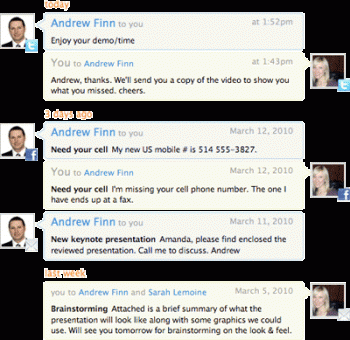 today
Andrew Finn to you
at 1:52pm
Enjoy your demo/time
You to Andrew Finn
at 1:43pm
Andrew, thanks. We'll send you a copy of the video to show you
what you missed. cheers.
3 days ago
Andrew Finn to you
March 12, 2010
Need your cell My new US mobile # is 514 555-3827.
You to Andrew Finn
March 12, 2010
Need your cell I'm missing your cell phone number. The one I
have ends up at a fax.
Andrew Finn to you
March 11, 2010
New keynote presentation Amanda, please find enclosed the
reviewed presentation. Call me to discuss. Andrew
last week
you to Andrew Finn and Sarah Lemoine
March 5, 2010
Brainstorming Attached is a brief summary of what the
presentation will look like along with some graphics we could
use. Will see you tomorrow for brainstorming on the look & feel.